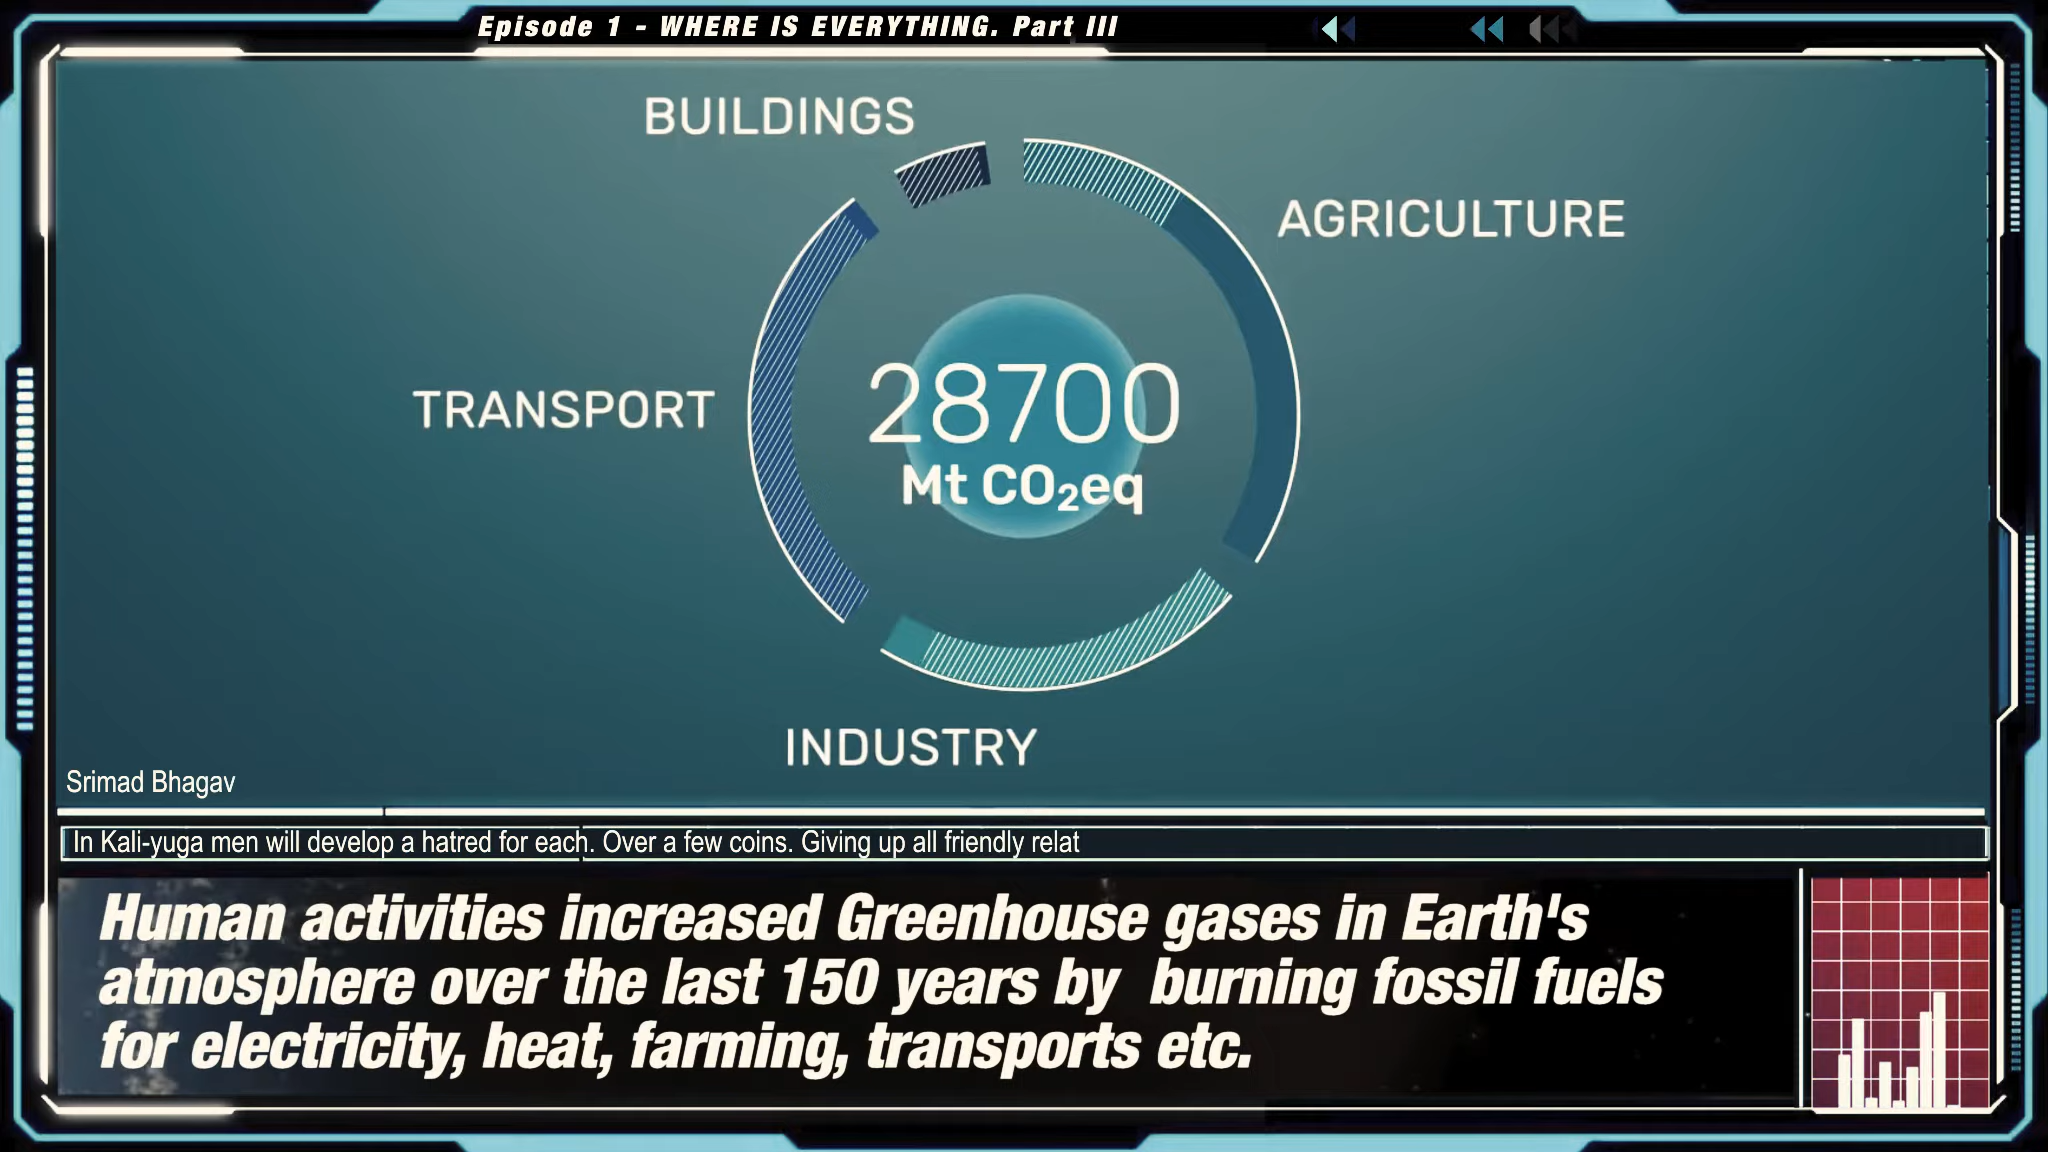 Episode 1 - WHERE IS EVERYTHING. Part III
BUILDINGS
AGRICULTURE
TRANSPORT
28700
Mt CO₂eq
INDUSTRY
Srimad Bhagav
In Kali-yuga men will develop a hatred for each. Over a few coins. Giving up all friendly relat
Human activities increased Greenhouse gases in Earth's
atmosphere over the last 150 years by burning fossil fuels
for electricity, heat, farming, transports etc.